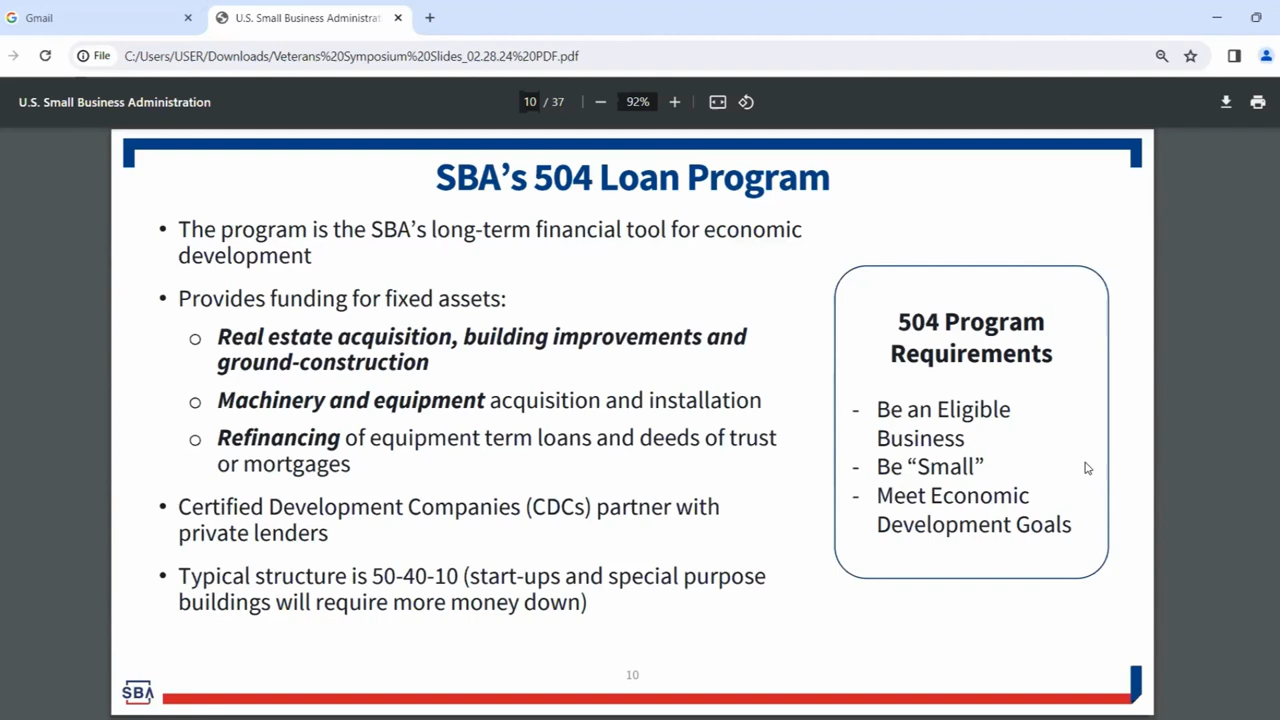 Gmail
U.S. Small Business Administrat
File
C:/Users/USER/Downloads/Veterans%20Symposium%20Slides_02.28.24%20PDF.pdf
U.S. Small Business Administration
10 / 37
92%
SBA’s 504 Loan Program
• The program is the SBA’s long-term financial tool for economic
development
• Provides funding for fixed assets:
o Real estate acquisition, building improvements and
ground-construction
o Machinery and equipment acquisition and installation
o Refinancing of equipment term loans and deeds of trust
or mortgages
• Certified Development Companies (CDCs) partner with
private lenders
• Typical structure is 50-40-10 (start-ups and special purpose
buildings will require more money down)
504 Program
Requirements
- Be an Eligible
Business
- Be “Small”
- Meet Economic
Development Goals
10
SBA